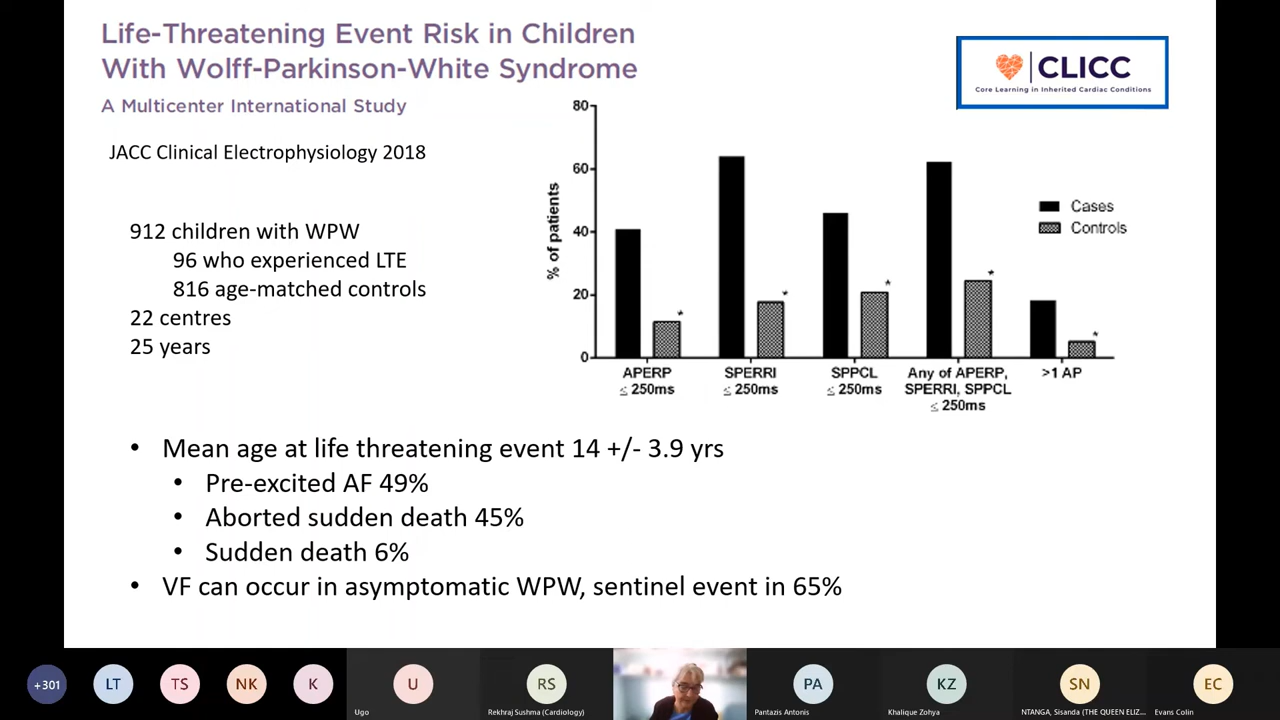 Life-Threatening Event Risk in Children
With Wolff-Parkinson-White Syndrome
A Multicenter International Study
CLICC
Core Learning in Inherited Cardiac Conditions
JACC Clinical Electrophysiology 2018
912 children with WPW
96 who experienced LTE
816 age-matched controls
22 centres
25 years
80
60
40
20
0
% of patients
Cases
Controls
*
*
*
*
*
APERP
≤ 250ms
SPERRI
≤ 250ms
SPPCL
≤ 250ms
Any of APERP,
SPERRI, SPPCL
≤ 250ms
>1 AP
• Mean age at life threatening event 14 +/- 3.9 yrs
• Pre-excited AF 49%
• Aborted sudden death 45%
• Sudden death 6%
• VF can occur in asymptomatic WPW, sentinel event in 65%
+301
LT
TS
NK
K
U
Ugo
RS
Rekhraj Sushma (Cardiology)
PA
Pantazis Antonis
KZ
Khalique Zohya
SN
NTANGA, Sisanda (THE QUEEN ELIZ...
EC
Evans Colin